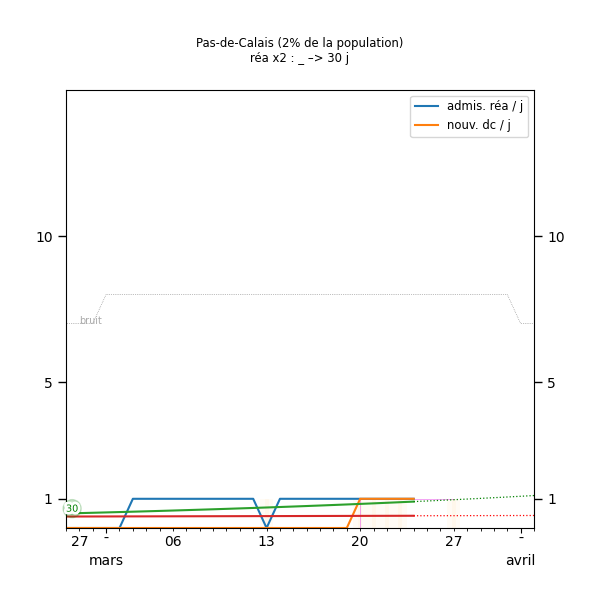 Pas-de-Calais (2% de la population)
réa x2 : _ –> 30 j
admis. réa / j
nouv. dc / j
10 10
bruit
5 5
1 1
30
27 - 06 13 20 27 -
mars avril